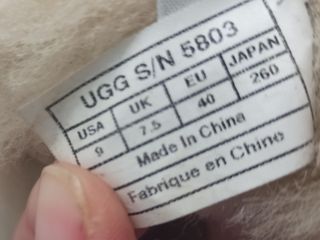 UGG S/N 5803
USA UK EU JAPAN
9 7.5 40 260
Made In China
Fabrique en Chine